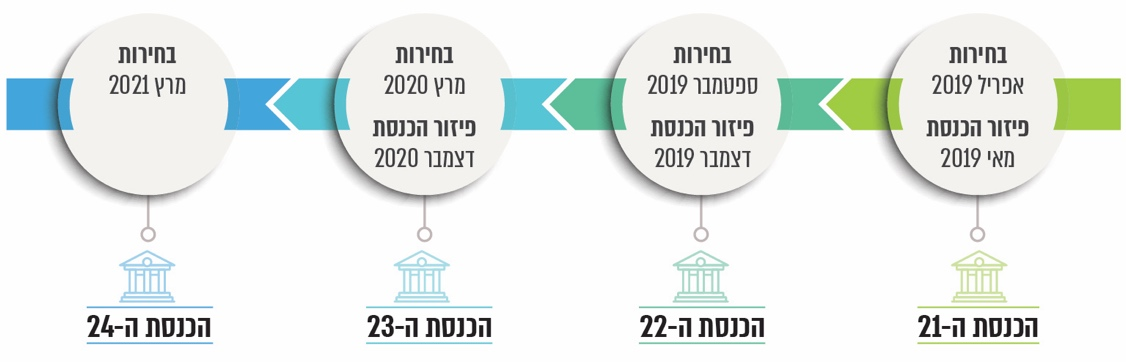 בחירות
אפריל 2019
פיזור הכנסת
מאי 2019
הכנסת ה-21
בחירות
ספטמבר 2019
פיזור הכנסת
דצמבר 2019
הכנסת ה-22
בחירות
מרץ 2020
פיזור הכנסת
דצמבר 2020
הכנסת ה-23
בחירות
מרץ 2021
הכנסת ה-24